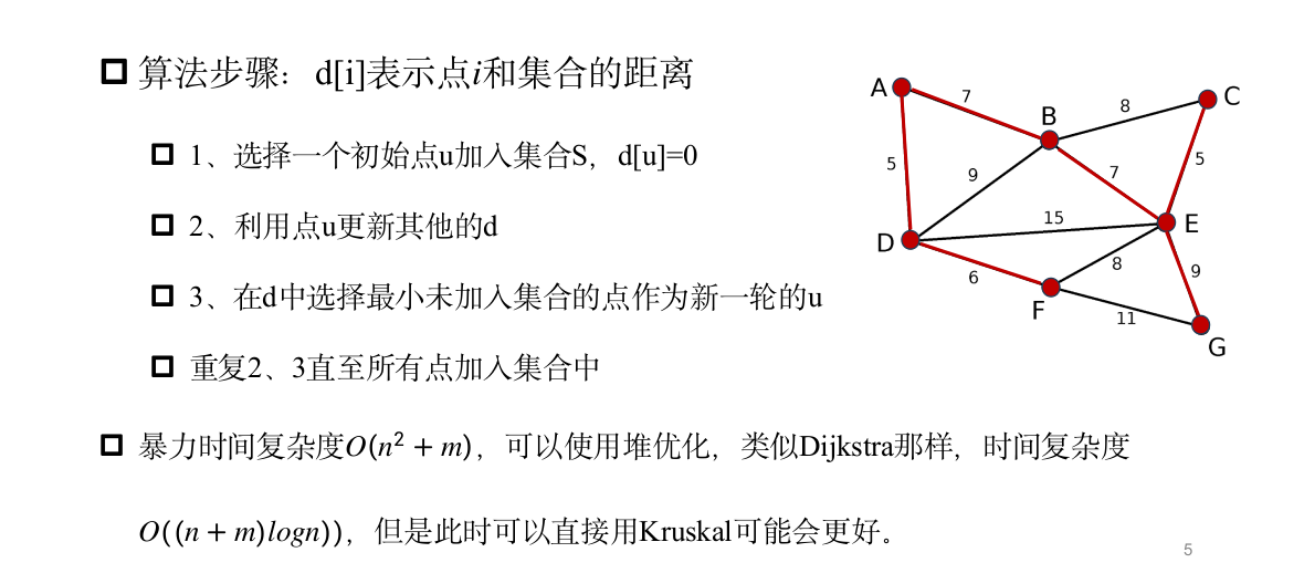 算法步骤：d[i]表示点i和集合的距离
1、选择一个初始点u加入集合S，d[u]=0
2、利用点u更新其他的d
3、在d中选择最小未加入集合的点作为新一轮的u
重复2、3直至所有点加入集合中
暴力时间复杂度O(n² + m)，可以使用堆优化，类似Dijkstra那样，时间复杂度
O((n + m)logn))，但是此时可以直接用Kruskal可能会更好。
A
7
B
8
C
5
9
7
5
D
15
E
6
8
9
F
11
G
5